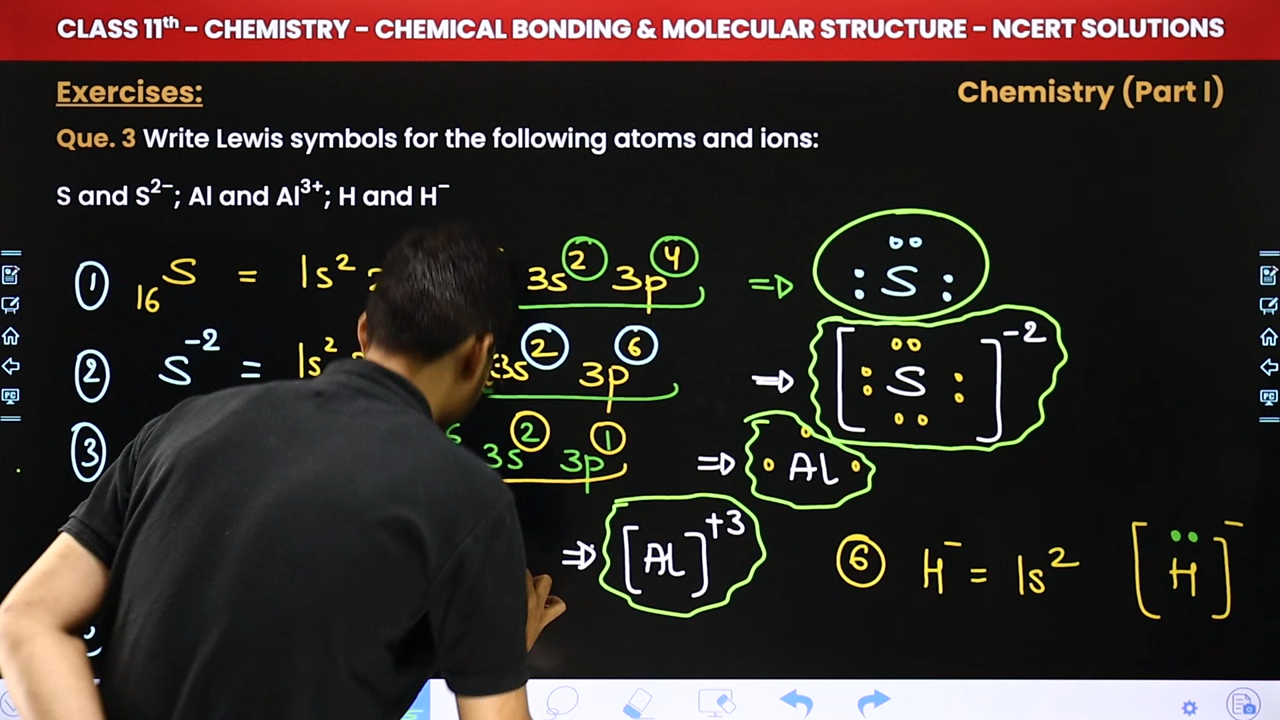 CLASS 11th – CHEMISTRY – CHEMICAL BONDING & MOLECULAR STRUCTURE – NCERT SOLUTIONS
Exercises:
Chemistry (Part I)
Que. 3 Write Lewis symbols for the following atoms and ions:
S and S²⁻; Al and Al³⁺; H and H⁻
① ₁₆S = 1s² 3s² 3p⁴ ⇒ S
② S⁻² = 1s² 3s² 3p⁶ ⇒ [S]⁻²
③ 6 3s² 3p¹ ⇒ Al
⇒ [Al]⁺³
⑥ H⁻ = 1s² [H]⁻